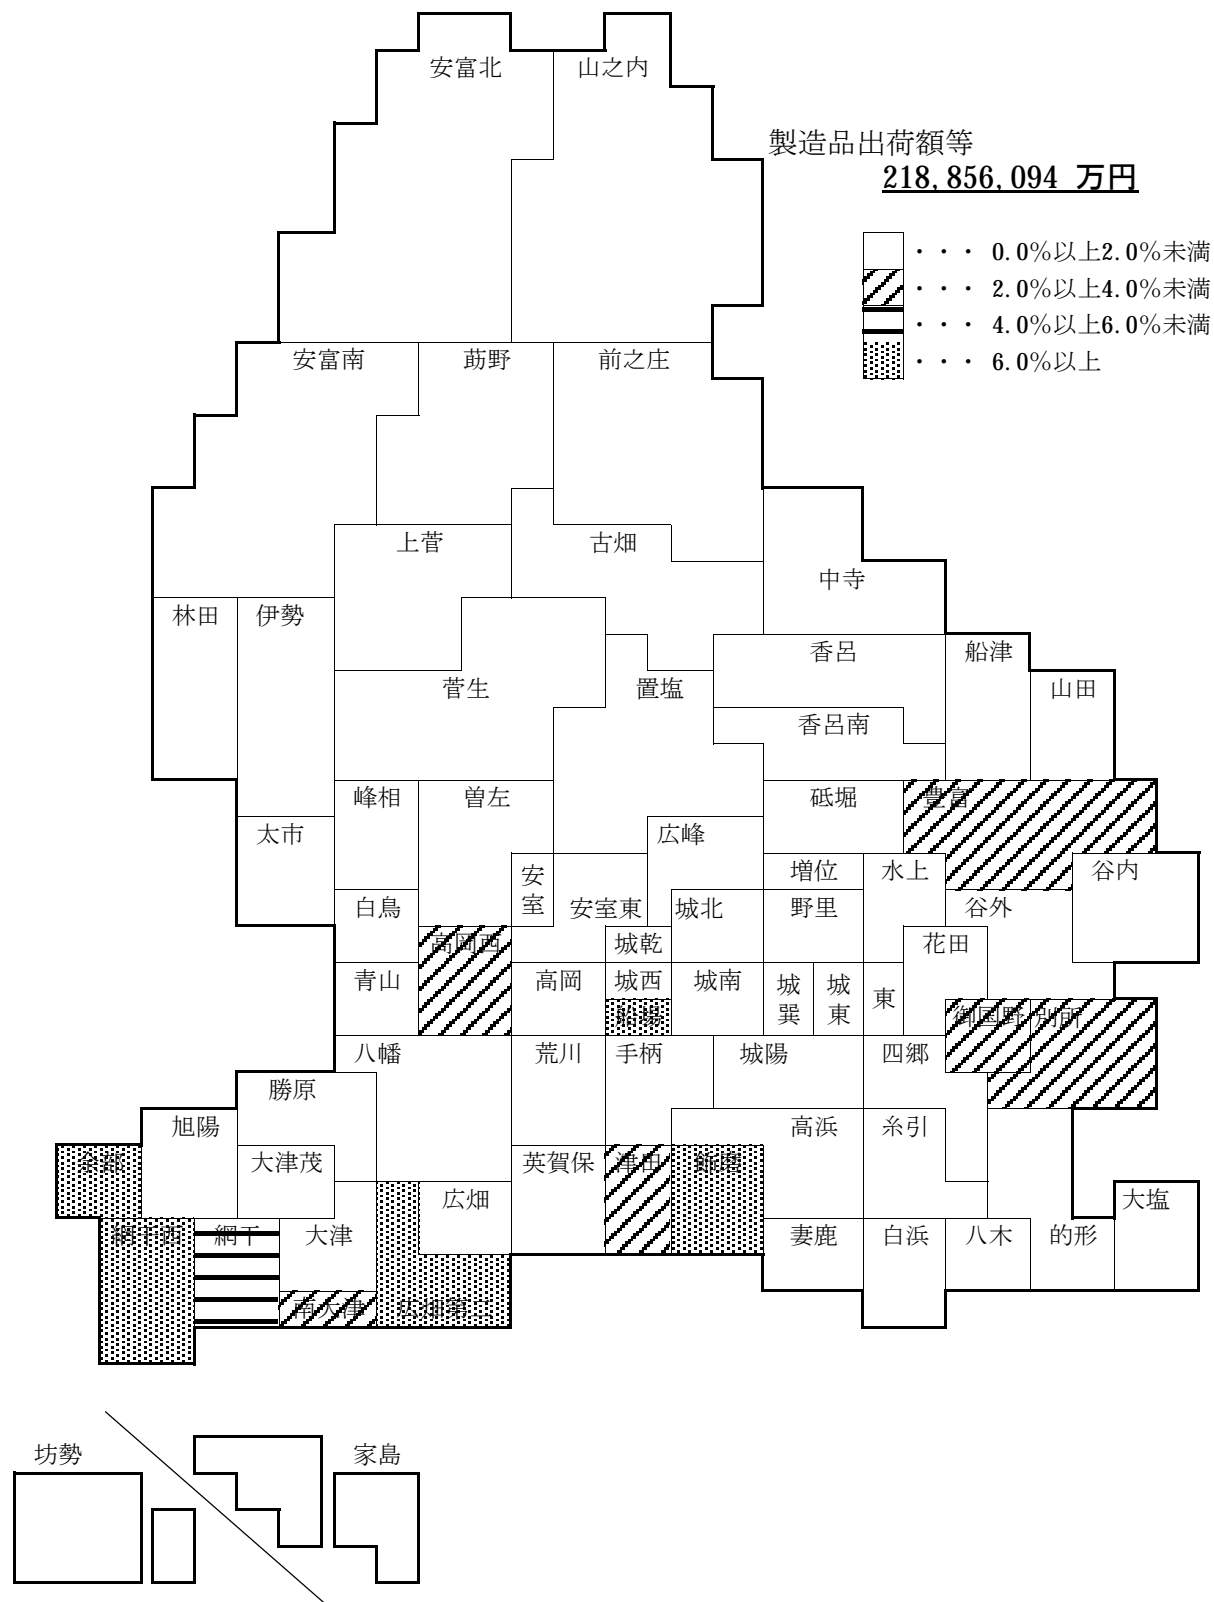 安富北
山之内
製造品出荷額等
218,856,094 万円
・・・ 0.0%以上2.0%未満
・・・ 2.0%以上4.0%未満
・・・ 4.0%以上6.0%未満
・・・ 6.0%以上
安富南
莇野
前之庄
上菅
古畑
中寺
林田
伊勢
香呂
船津
菅生
置塩
山田
香呂南
峰相
曽左
砥堀
豊富
太市
広峰
安室
増位
水上
谷内
白鳥
安室東
城北
野里
谷外
高岡西
城乾
花田
青山
高岡
城西
城南
城巽
城東
東
船場
御国野
別所
八幡
荒川
手柄
城陽
四郷
勝原
旭陽
高浜
糸引
余部
大津茂
英賀保
津田
飾磨
広畑
大塩
網干西
網干
大津
妻鹿
白浜
八木
的形
南大津
広畑第二
坊勢
家島